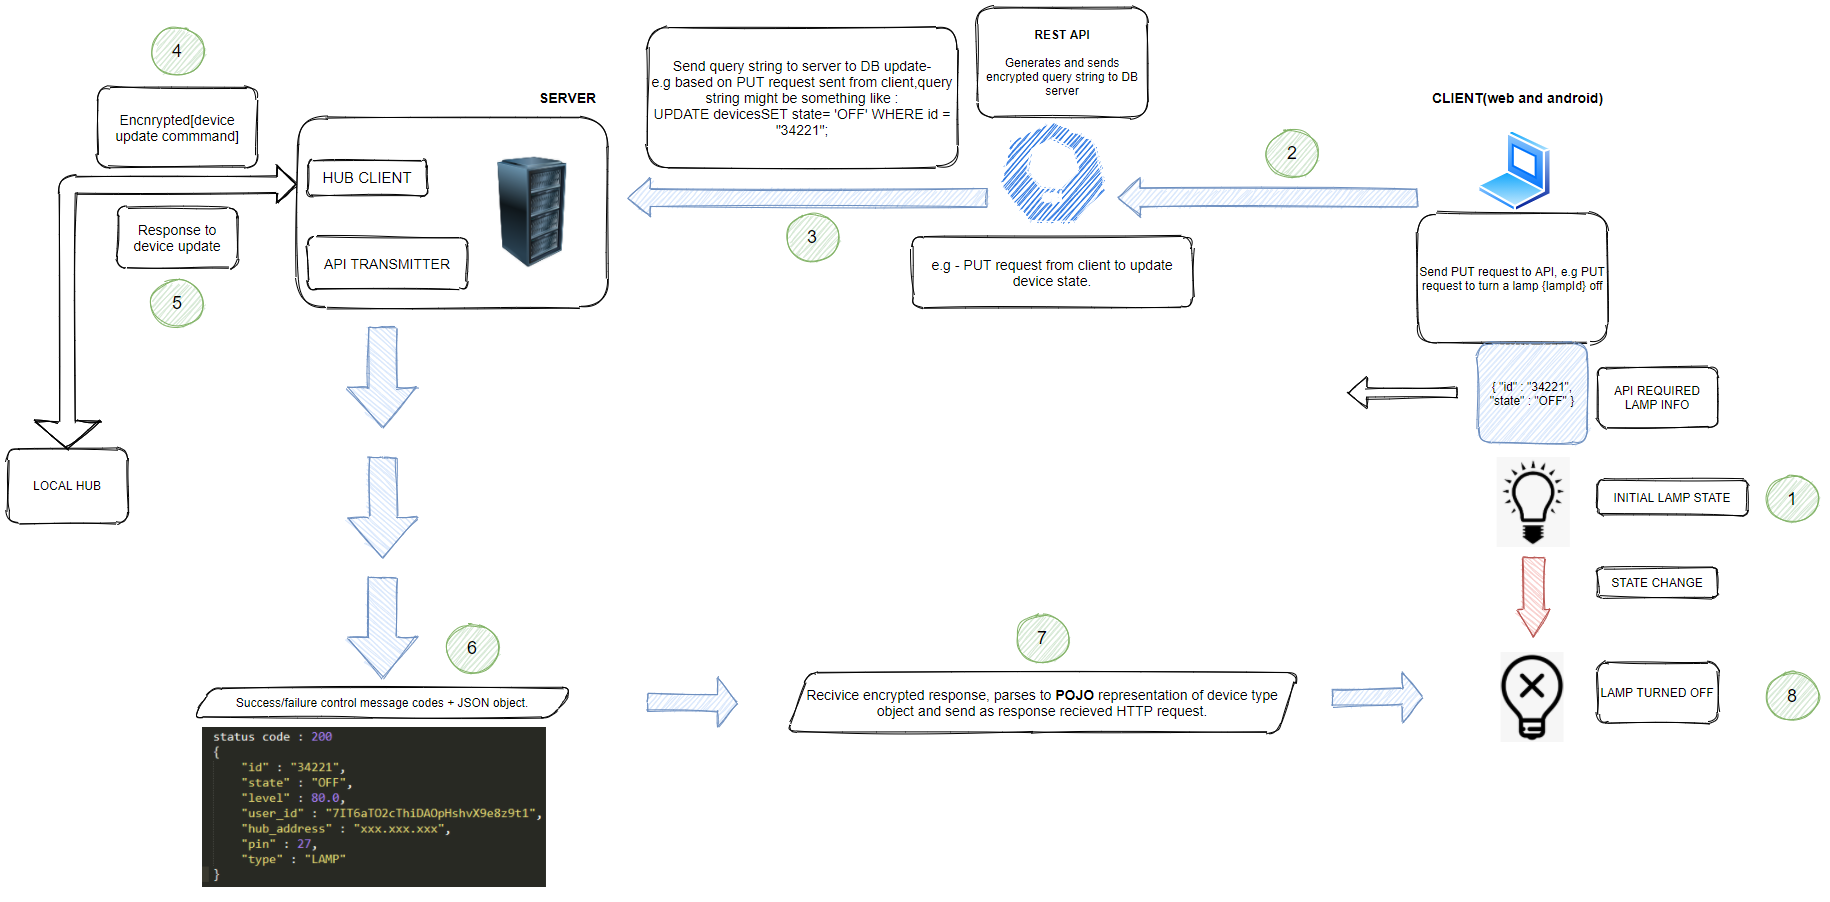 4
Encnrypted[device
update commmand]
SERVER
HUB CLIENT
API TRANSMITTER
Response to
device update
5
LOCAL HUB
Send query string to server to DB update-
e.g based on PUT request sent from client,query
string might be something like :
UPDATE devicesSET state= 'OFF' WHERE id =
"34221";
3
REST API
Generates and sends
encrypted query string to DB
server
e.g - PUT request from client to update
device state.
2
CLIENT(web and android)
Send PUT request to API, e.g PUT
request to turn a lamp {lampId} off
{ "id" : "34221",
"state" : "OFF" }
API REQUIRED
LAMP INFO
INITIAL LAMP STATE
1
STATE CHANGE
LAMP TURNED OFF
8
6
Success/failure control message codes + JSON object.
status code : 200
{
"id" : "34221",
"state" : "OFF",
"level" : 80.0,
"user_id" : "7IT6aTO2cThiDAOpHshvX9e8z9t1",
"hub_address" : "xxx.xxx.xxx",
"pin" : 27,
"type" : "LAMP"
}
7
Recivice encrypted response, parses to POJO representation of device type
object and send as response recieved HTTP request.